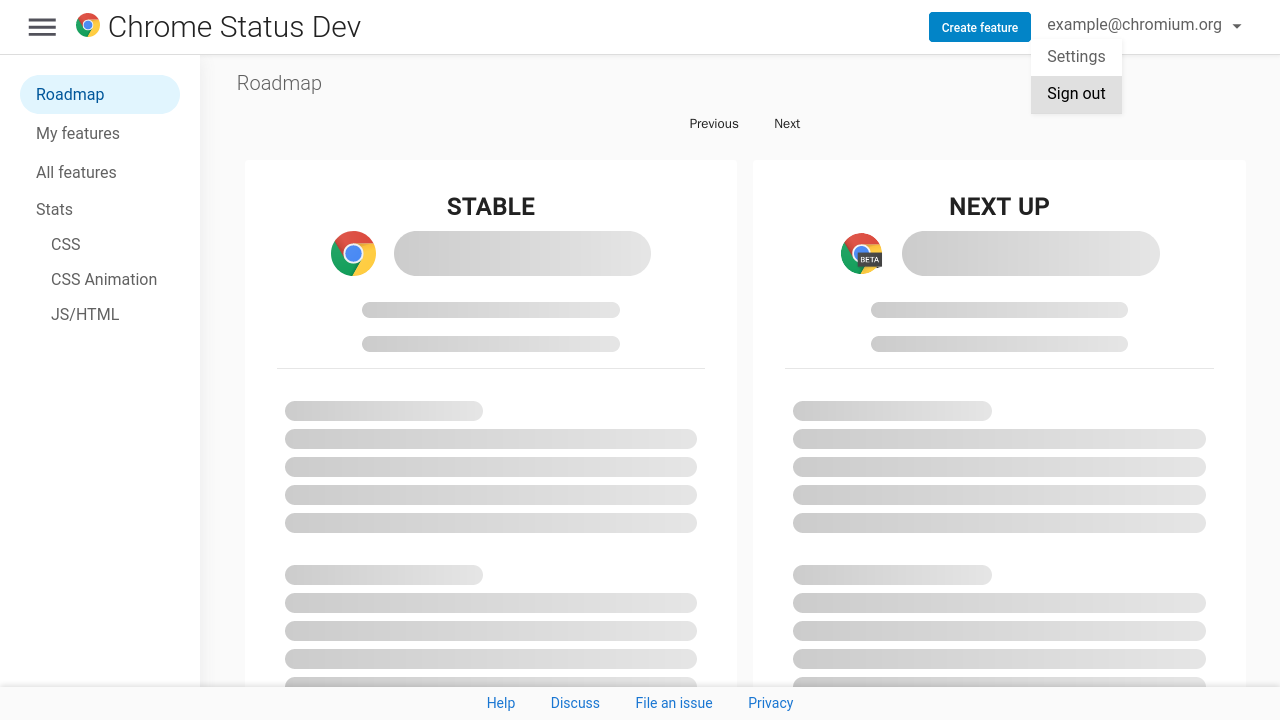 Chrome Status Dev
Create feature
example@chromium.org
Settings
Sign out
Roadmap
My features
All features
Stats
CSS
CSS Animation
JS/HTML
Roadmap
Previous Next
STABLE
NEXT UP
BETA
Help Discuss File an issue Privacy